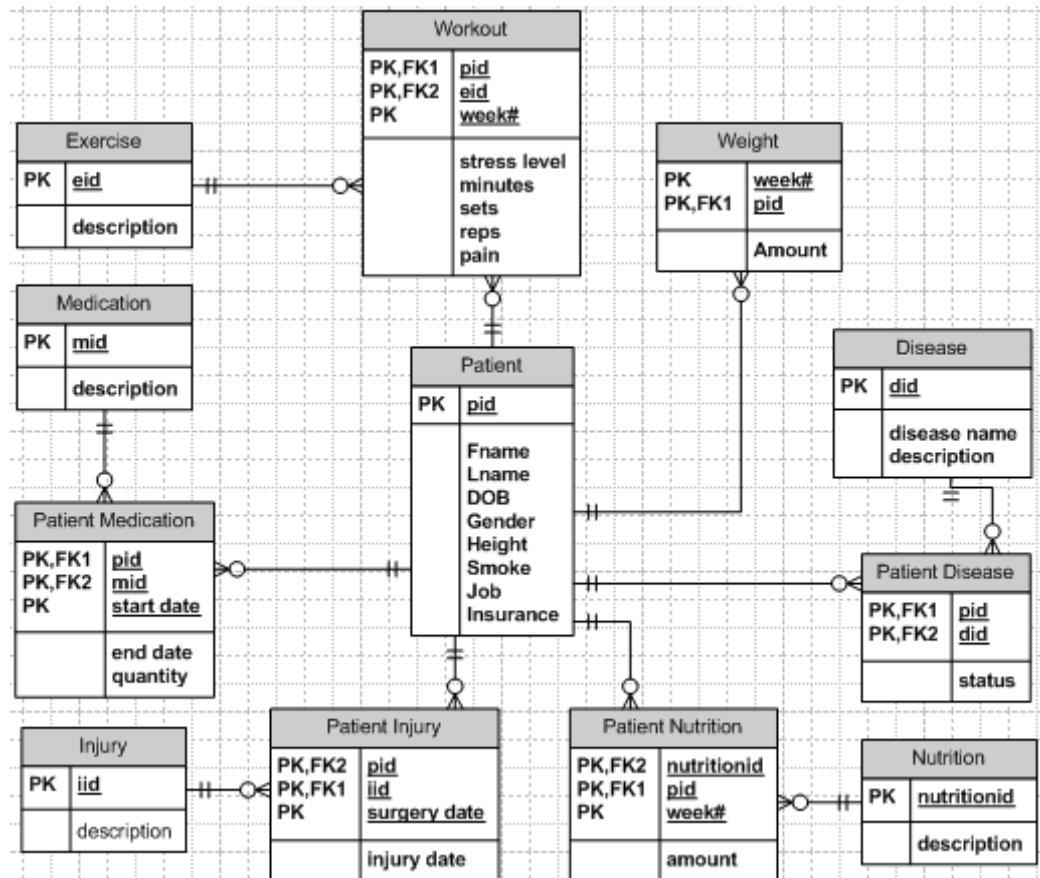 Workout
PK,FK1 pid
PK,FK2 eid
PK week#
stress level
minutes
sets
reps
pain
Exercise
PK eid
description
Weight
PK week#
PK,FK1 pid
Amount
Medication
PK mid
description
Patient
PK pid
Fname
Lname
DOB
Gender
Height
Smoke
Job
Insurance
Disease
PK did
disease name
description
Patient Medication
PK,FK1 pid
PK,FK2 mid
PK start date
end date
quantity
Patient Disease
PK,FK1 pid
PK,FK2 did
status
Injury
PK iid
description
Patient Injury
PK,FK2 pid
PK,FK1 iid
PK surgery date
injury date
Patient Nutrition
PK,FK2 nutritionid
PK,FK1 pid
PK week#
amount
Nutrition
PK nutritionid
description